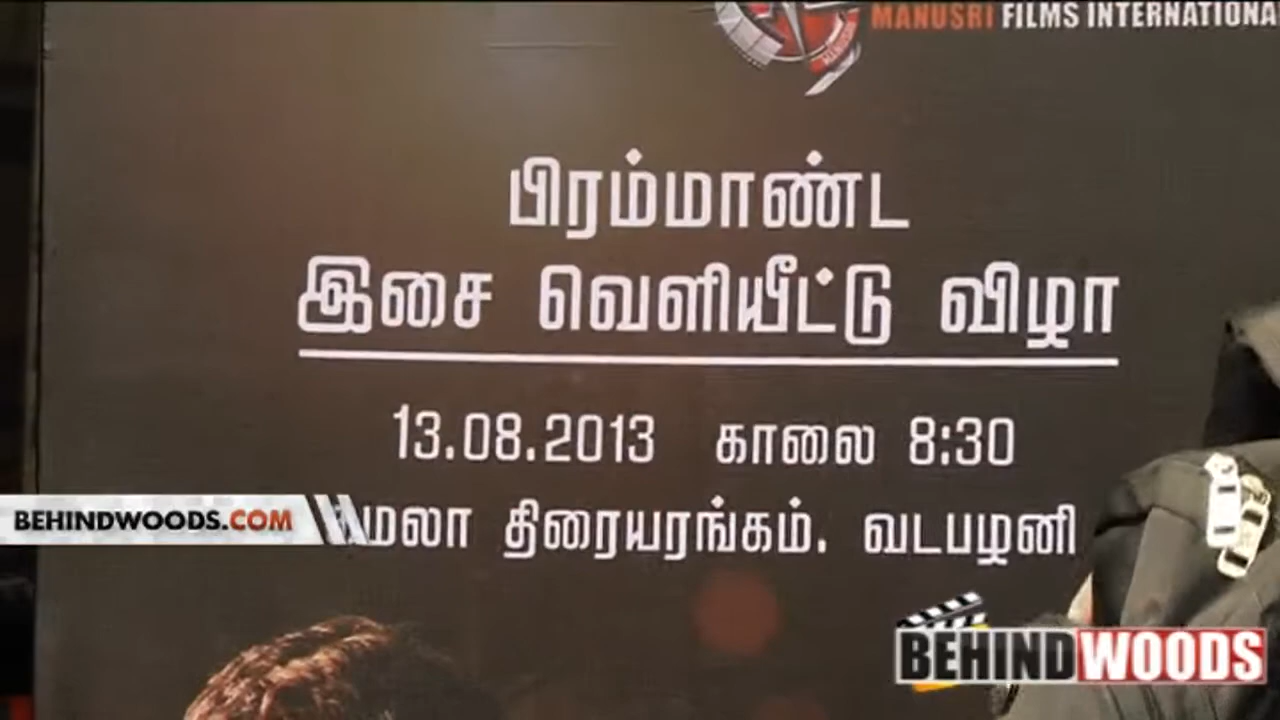 MANUSRI FILMS INTERNATIONA
பிரம்மாண்ட
இசை வெளியீட்டு விழா
13.08.2013 காலை 8:30
மலா திரையரங்கம். வடபழனி
BEHINDWOODS.COM
BEHINDWOODS